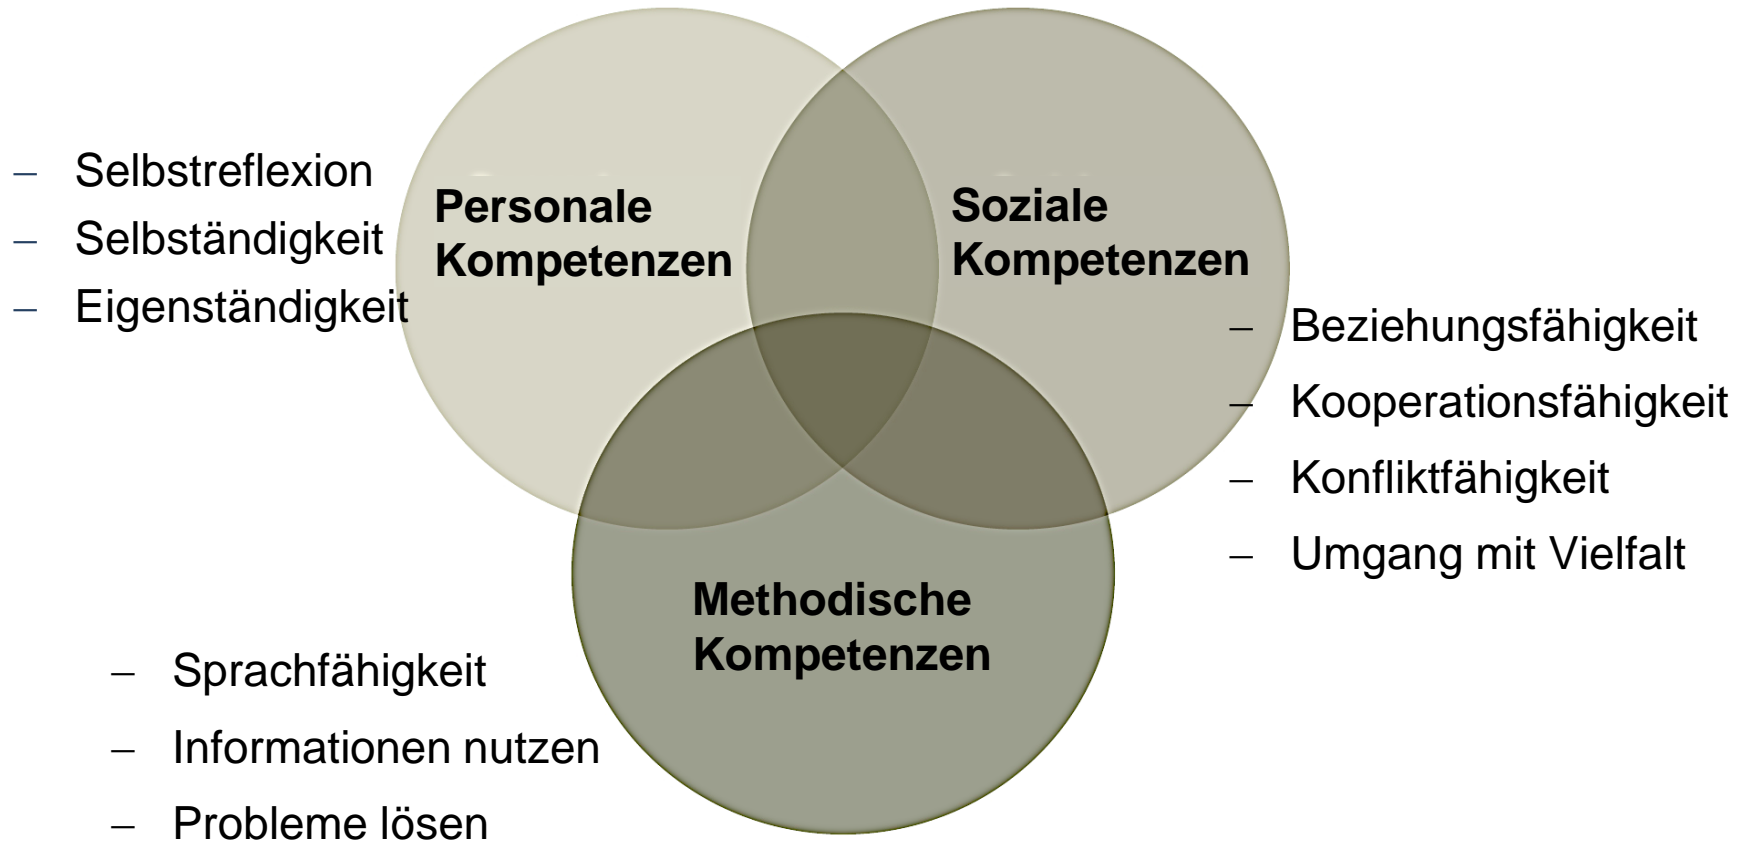 – Selbstreflexion
– Selbständigkeit
– Eigenständigkeit
Personale
Kompetenzen
Soziale
Kompetenzen
– Beziehungsfähigkeit
– Kooperationsfähigkeit
– Konfliktfähigkeit
– Umgang mit Vielfalt
Methodische
Kompetenzen
– Sprachfähigkeit
– Informationen nutzen
– Probleme lösen